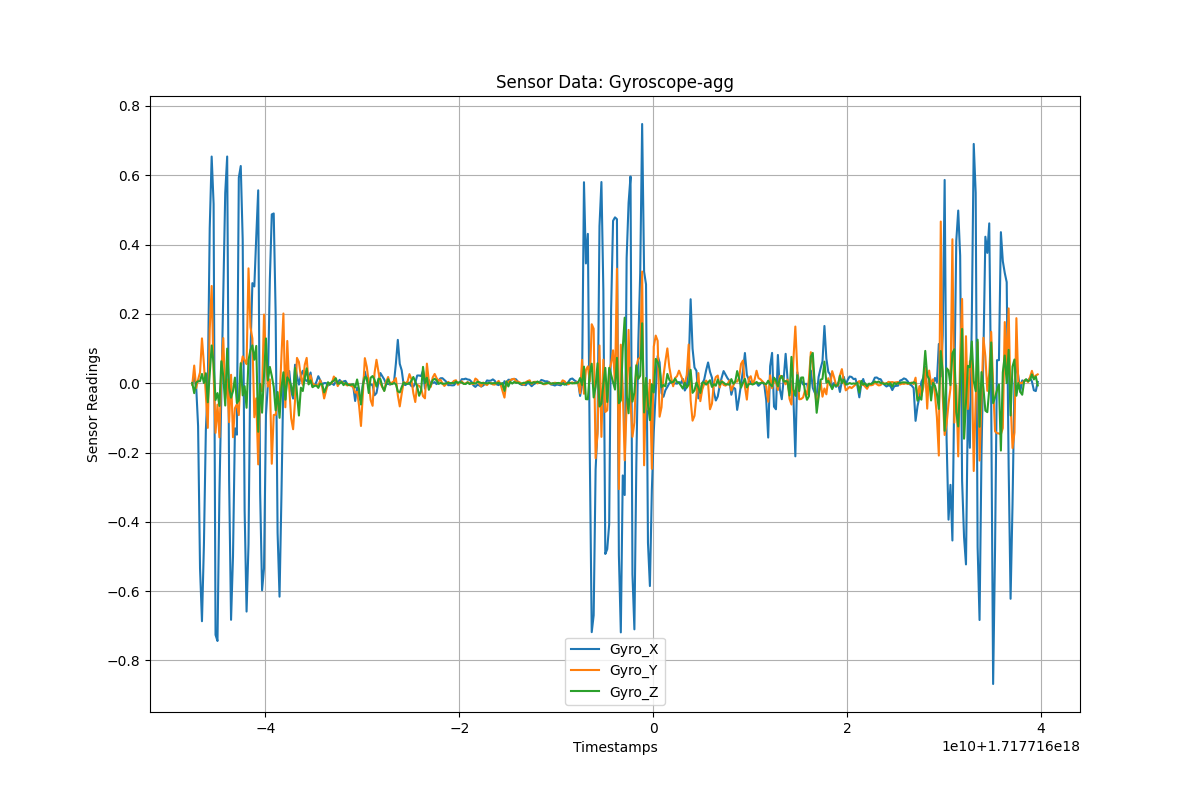 Sensor Data: Gyroscope-agg
0.8
0.6
0.4
0.2
0.0
−0.2
−0.4
−0.6
−0.8
Sensor Readings
Gyro_X
Gyro_Y
Gyro_Z
−4
−2
0
2
4
Timestamps
1e10+1.717716e18